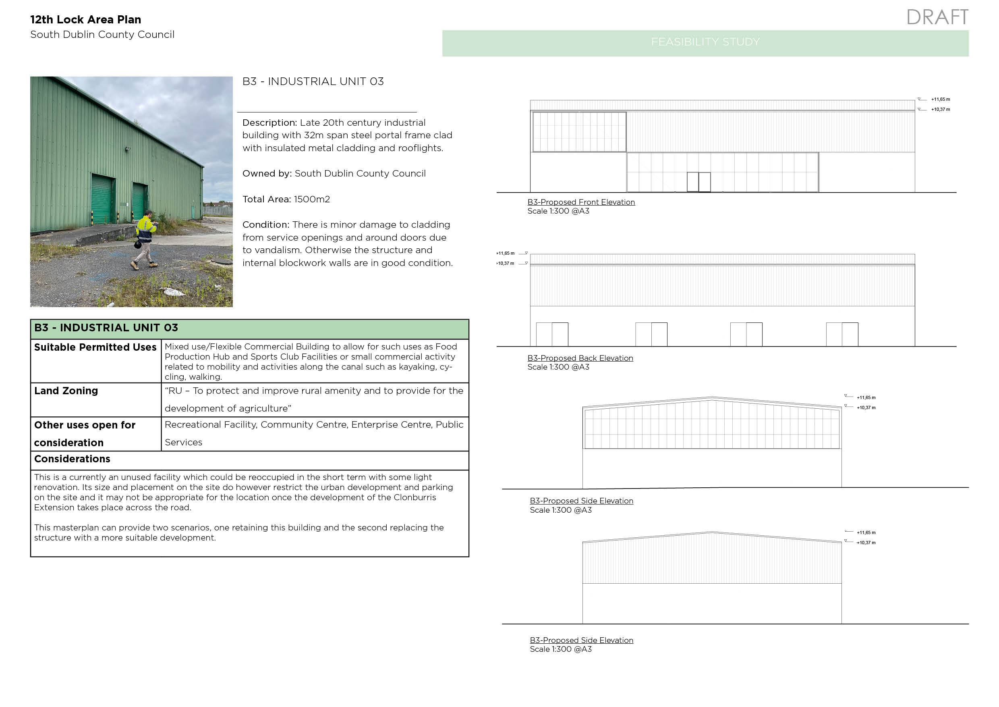 12th Lock Area Plan
South Dublin County Council
DRAFT
FEASIBILITY STUDY
B3 - INDUSTRIAL UNIT 03
Description: Late 20th century industrial
building with 32m span steel portal frame clad
with insulated metal cladding and rooflights.
Owned by: South Dublin County Council
Total Area: 1500m2
Condition: There is minor damage to cladding
from service openings and around doors due
to vandalism. Otherwise the structure and
internal blockwork walls are in good condition.
B3 - INDUSTRIAL UNIT 03
Suitable Permitted Uses
Mixed use/Flexible Commercial Building to allow for such uses as Food
Production Hub and Sports Club Facilities or small commercial activity
related to mobility and activities along the canal such as kayaking, cy-
cling, walking.
Land Zoning
“RU – To protect and improve rural amenity and to provide for the
development of agriculture”
Other uses open for
consideration
Recreational Facility, Community Centre, Enterprise Centre, Public
Services
Considerations
This is a currently an unused facility which could be reoccupied in the short term with some light
renovation. Its size and placement on the site do however restrict the urban development and parking
on the site and it may not be appropriate for the location once the development of the Clonburris
Extension takes place across the road.
This masterplan can provide two scenarios, one retaining this building and the second replacing the
structure with a more suitable development.
+11,65 m
+10,37 m
B3-Proposed Front Elevation
Scale 1:300 @A3
+11,65 m
+10,37 m
B3-Proposed Back Elevation
Scale 1:300 @A3
+11,65 m
+10,37 m
B3-Proposed Side Elevation
Scale 1:300 @A3
+11,65 m
+10,37 m
B3-Proposed Side Elevation
Scale 1:300 @A3